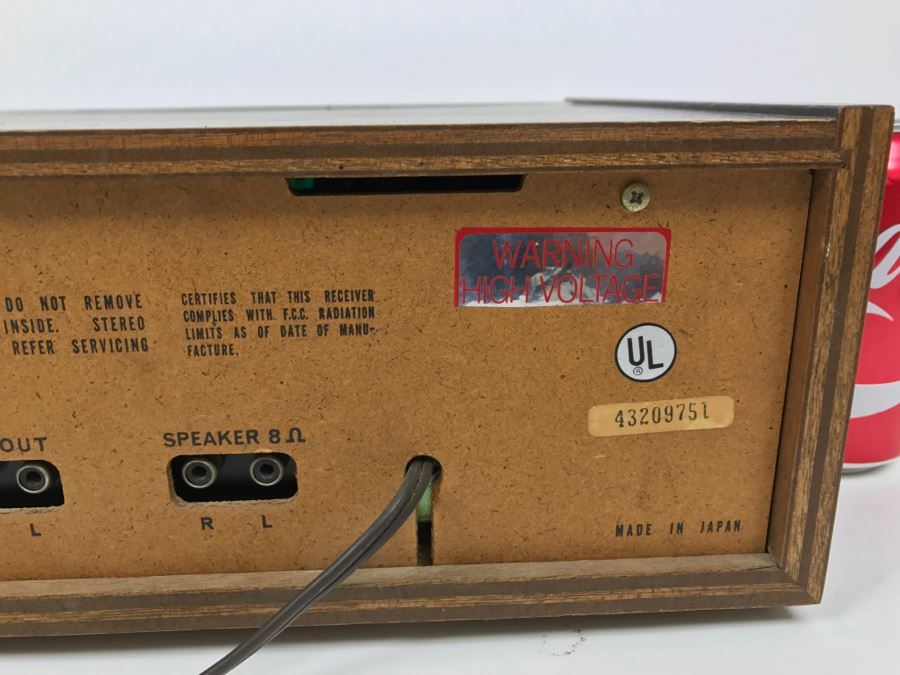 DO NOT REMOVE
INSIDE. STEREO
REFER SERVICING
CERTIFIES THAT THIS RECEIVER
COMPLIES WITH F.C.C. RADIATION
LIMITS AS OF DATE OF MANU-
FACTURE.
WARNING
HIGH VOLTAGE
UL
®
43209751
OUT
L
SPEAKER 8 Ω
R L
MADE IN JAPAN